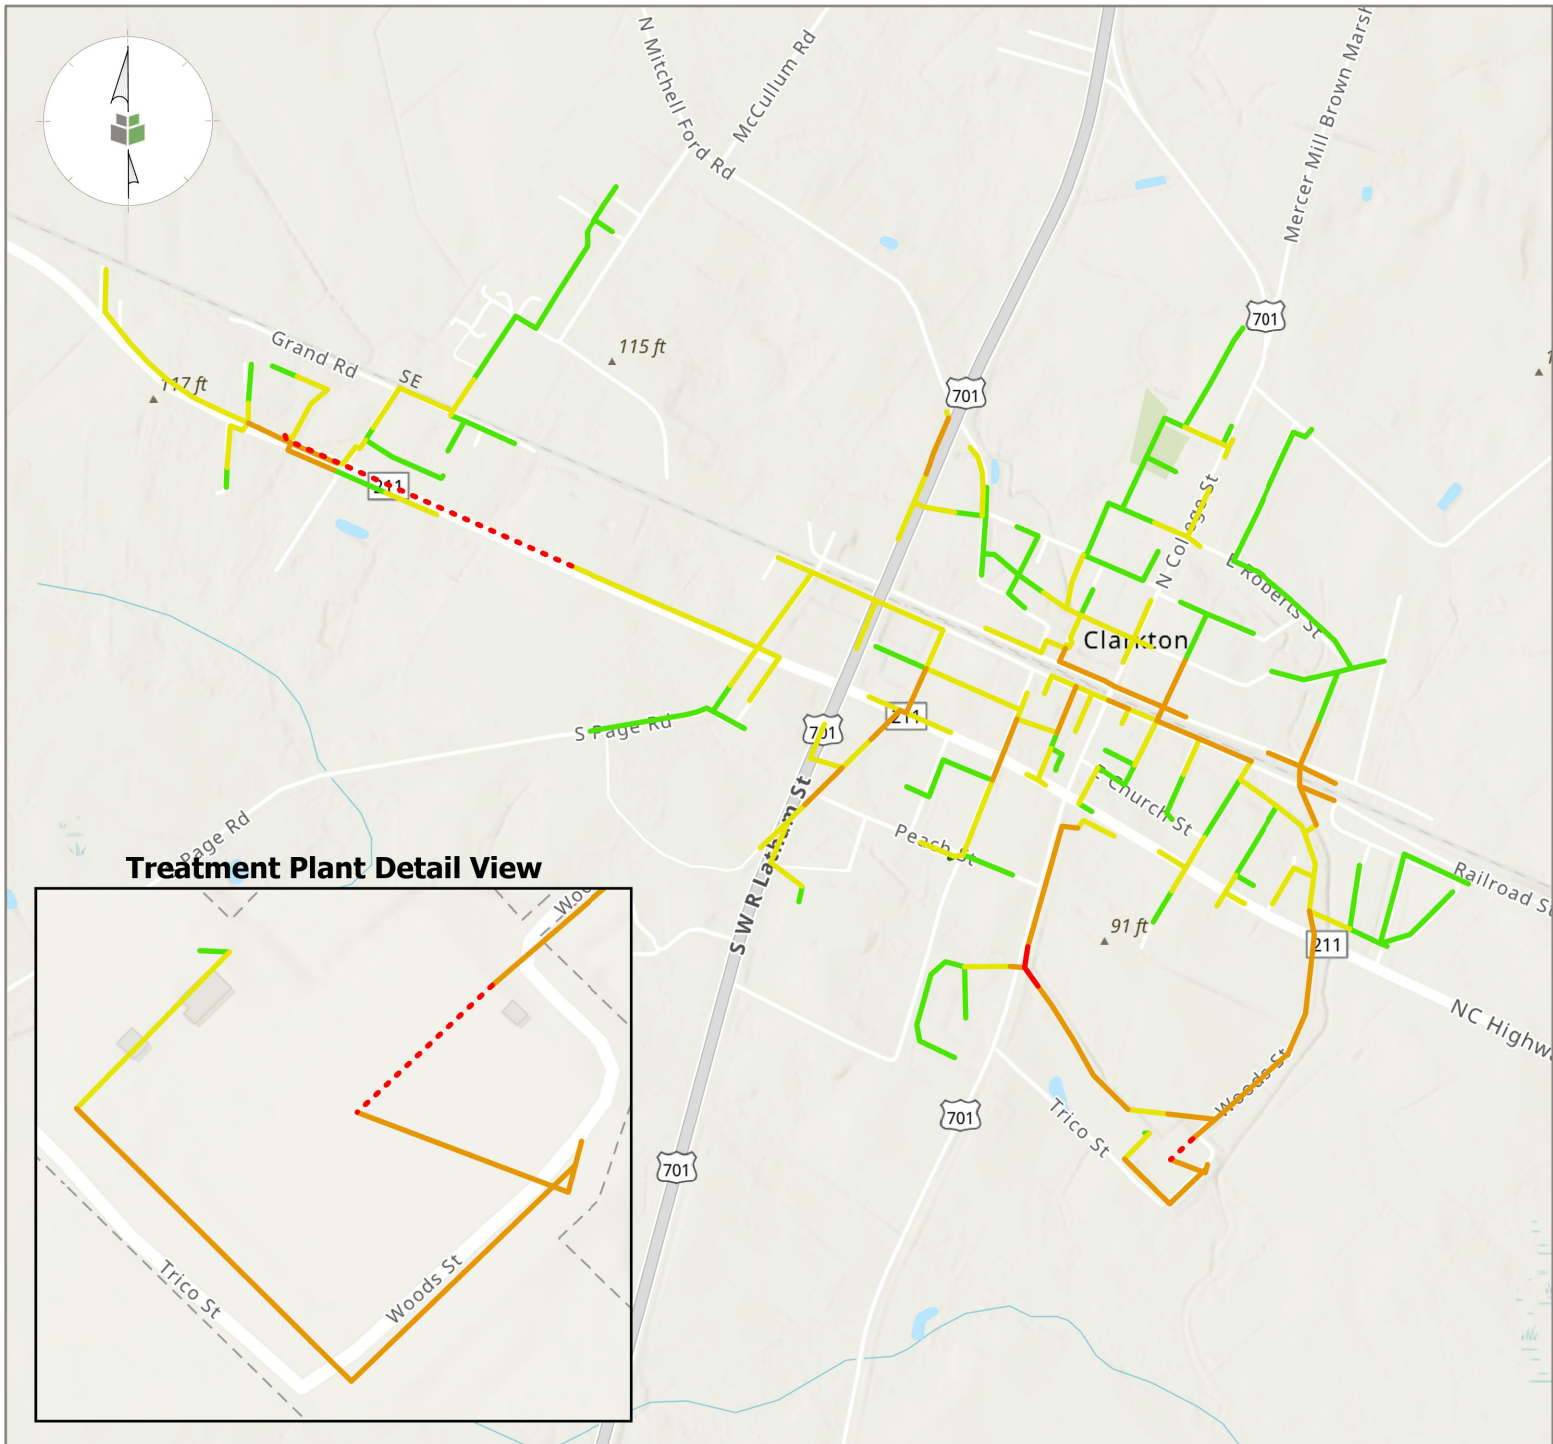 N Mitchell Ford Rd
McCullum Rd
Mercer Mill Brown Marsh
701
115 ft
Grand Rd
SE
117 ft
701
211
N College St
E Roberts St
Clarkton
S Page Rd
701
211
Page Rd
S W R Latham St
Peach St
E Church St
Railroad St
Treatment Plant Detail View
91 ft
211
NC Highw
Woo
Woods St
Trico St
701
701
Trico St
Woods St